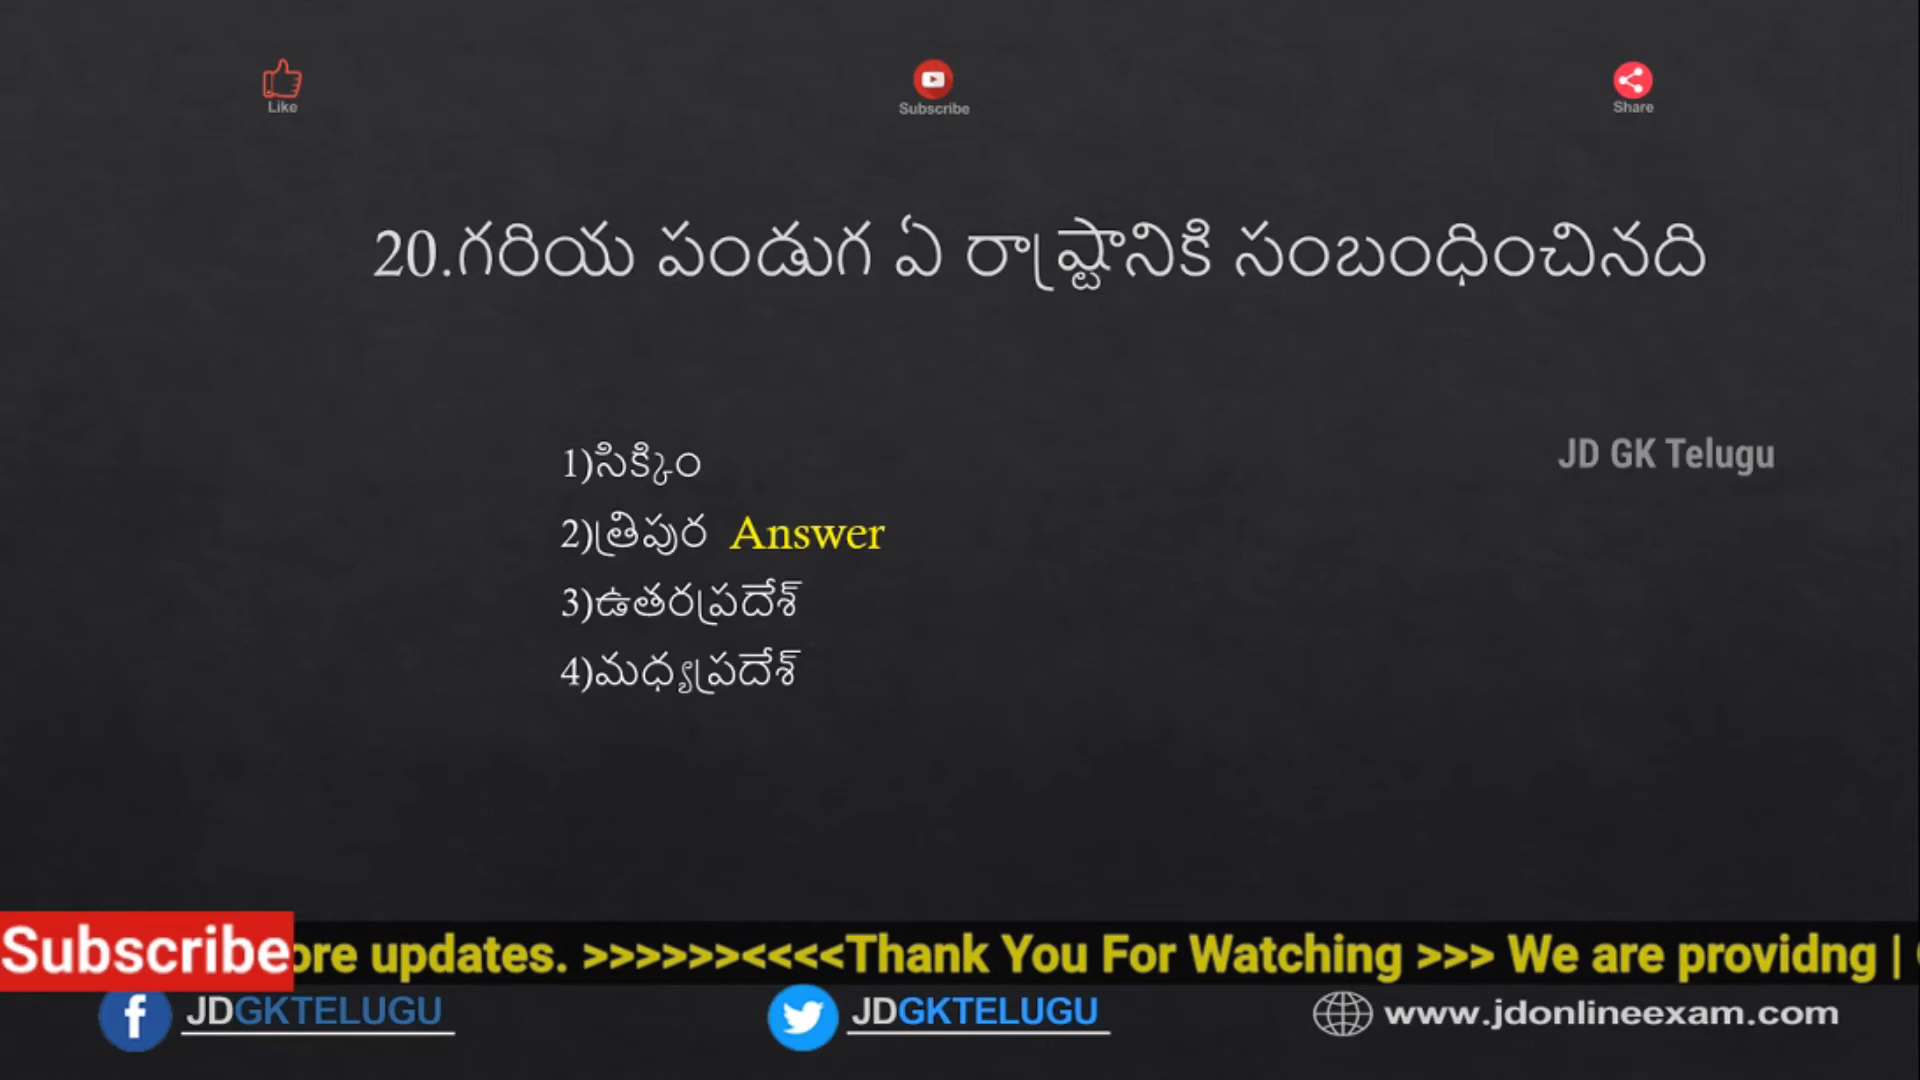 Like
Subscribe
Share
20.గరియ పండుగ ఏ రాష్ట్రానికి సంబంధించినది
1)సిక్కిం
JD GK Telugu
2)త్రిపుర Answer
3)ఉతరప్రదేశ్
4)మధ్యప్రదేశ్
Subscribe ore updates. >>>>>><<<<Thank You For Watching >>> We are providng |
JDGKTELUGU
JDGKTELUGU
www.jdonlineexam.com